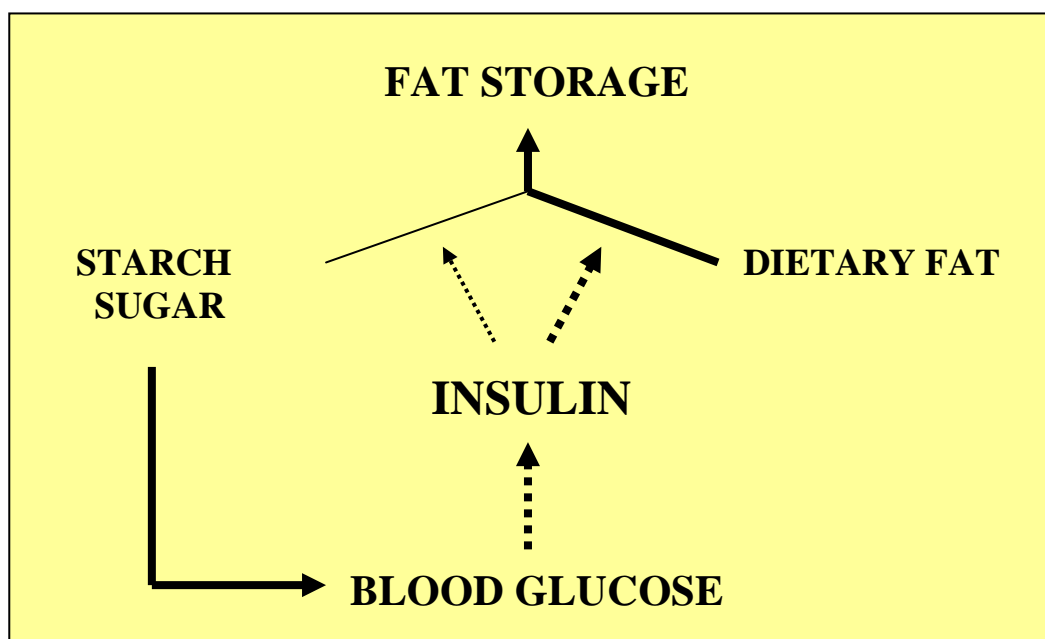 FAT STORAGE
STARCH
SUGAR
DIETARY FAT
INSULIN
BLOOD GLUCOSE